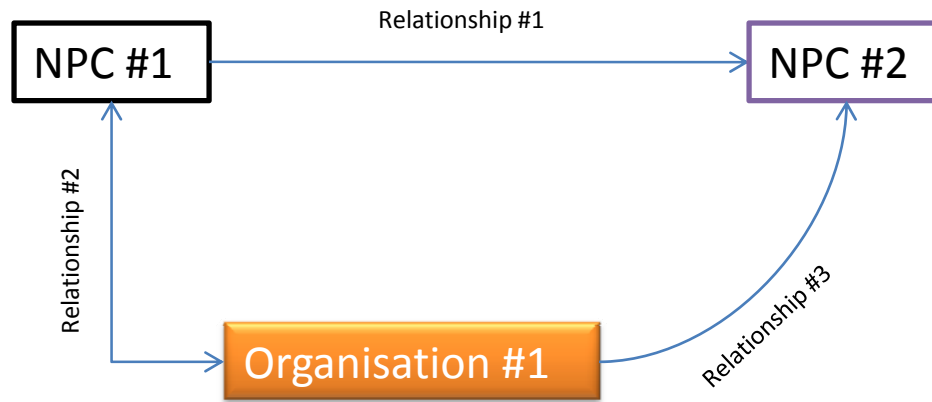 Relationship #1
NPC #1
NPC #2
Relationship #2
Relationship #3
Organisation #1